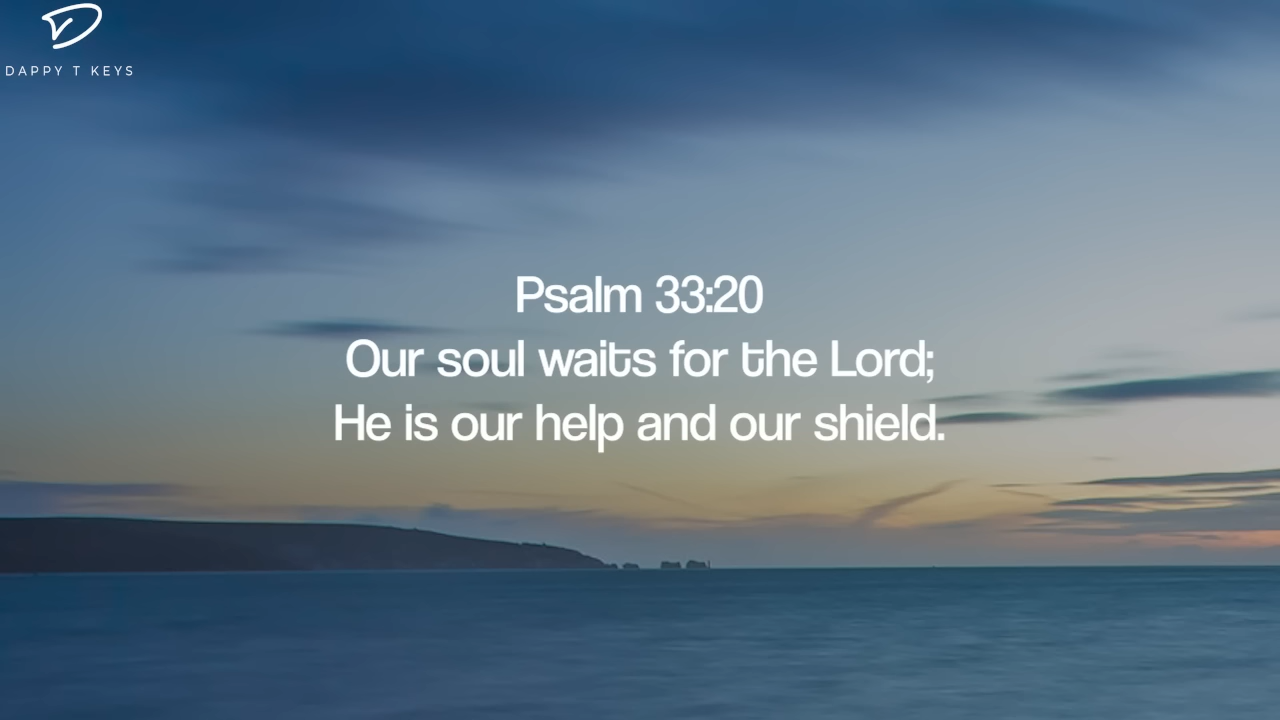 DAPPY T KEYS
Psalm 33:20
Our soul waits for the Lord;
He is our help and our shield.